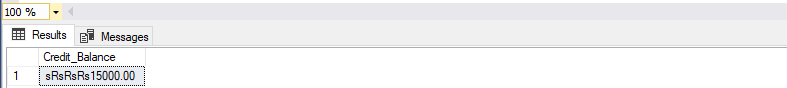 100 %
Results Messages
Credit_Balance
1 sRsRsRs15000.00